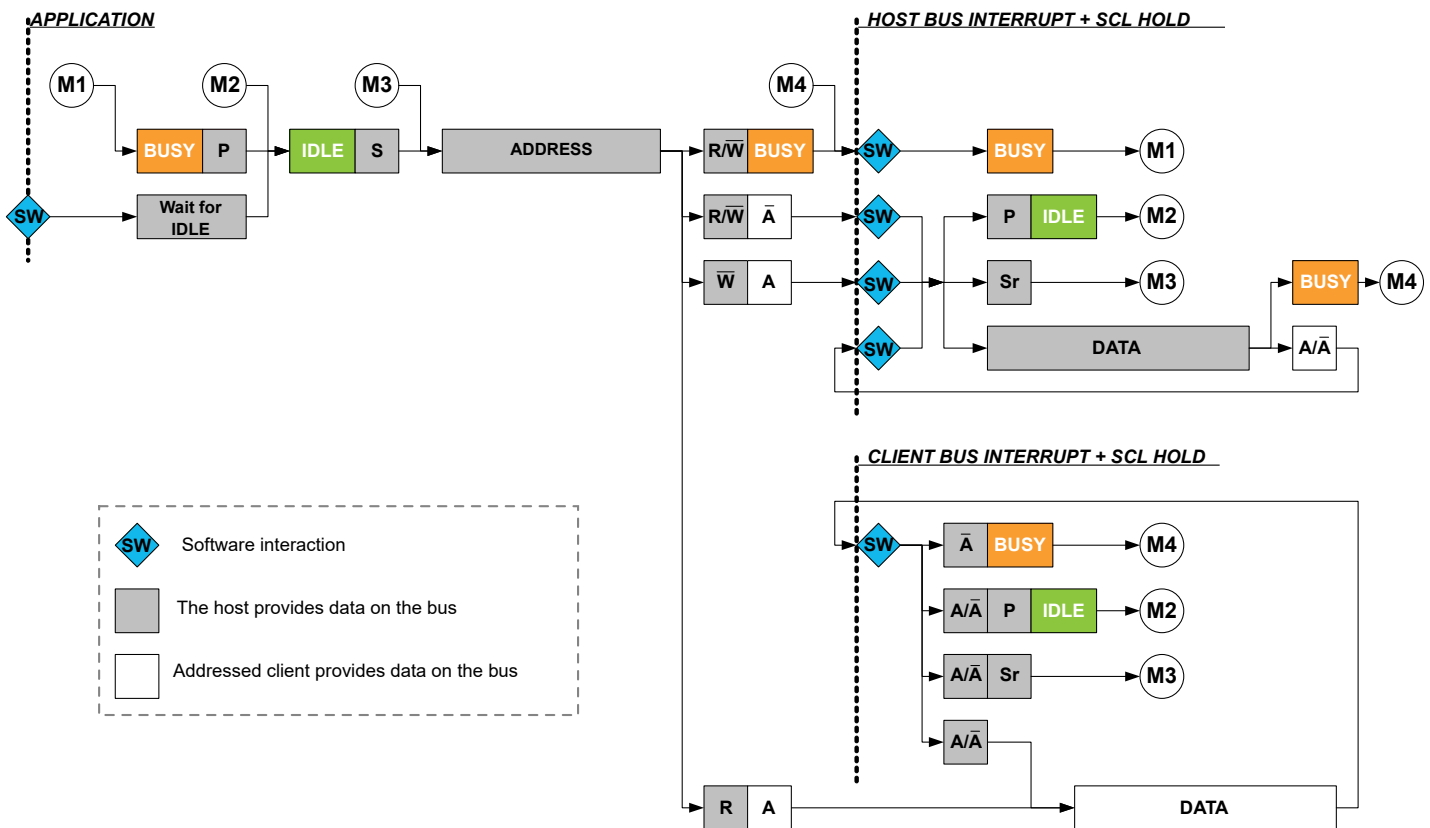 APPLICATION
HOST BUS INTERRUPT + SCL HOLD
M1
M2
M3
M4
BUSY P
IDLE S
ADDRESS
R/W̅ BUSY
SW
BUSY
M1
SW
Wait for
IDLE
R/W̅ A̅
SW
P IDLE
M2
W̅ A
SW
Sr
M3
BUSY
M4
SW
DATA
A/A̅
CLIENT BUS INTERRUPT + SCL HOLD
SW
A̅ BUSY
M4
A/A̅ P IDLE
M2
A/A̅ Sr
M3
A/A̅
R A
DATA
SW Software interaction
The host provides data on the bus
Addressed client provides data on the bus